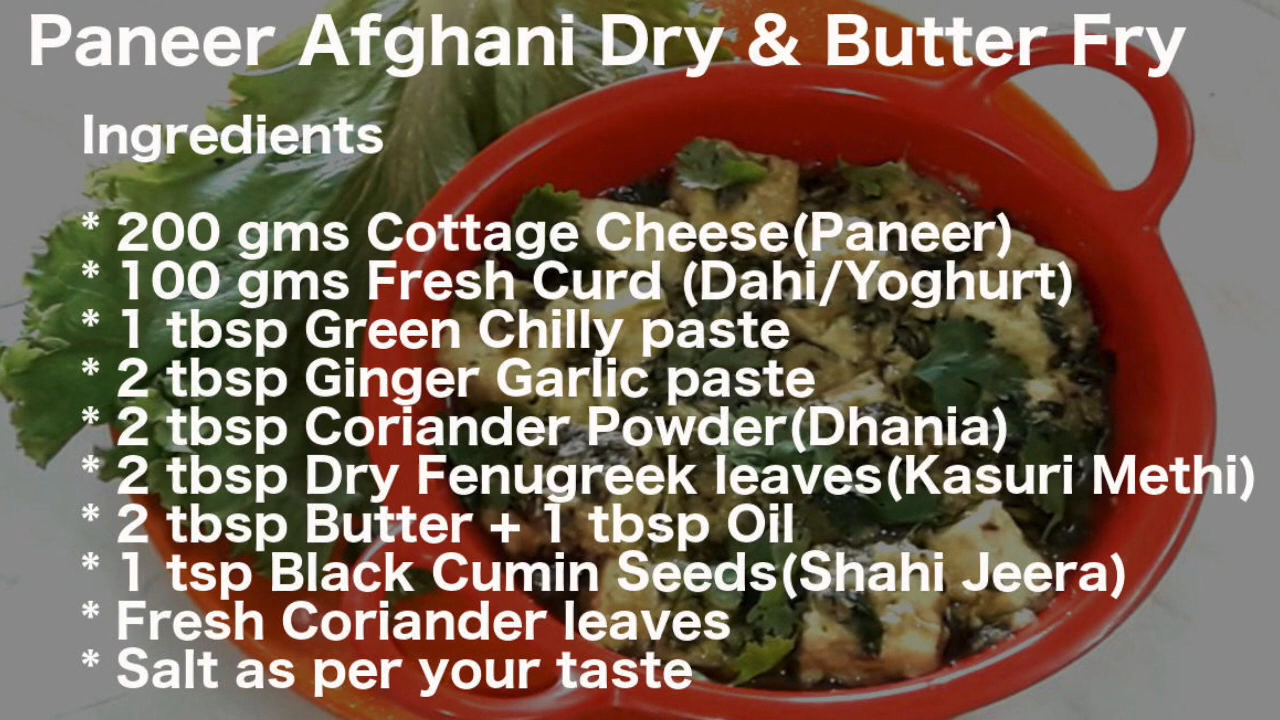 Paneer Afghani Dry & Butter Fry
Ingredients
* 200 gms Cottage Cheese(Paneer)
* 100 gms Fresh Curd (Dahi/Yoghurt)
* 1 tbsp Green Chilly paste
* 2 tbsp Ginger Garlic paste
* 2 tbsp Coriander Powder(Dhania)
* 2 tbsp Dry Fenugreek leaves(Kasuri Methi)
* 2 tbsp Butter + 1 tbsp Oil
* 1 tsp Black Cumin Seeds(Shahi Jeera)
* Fresh Coriander leaves
* Salt as per your taste